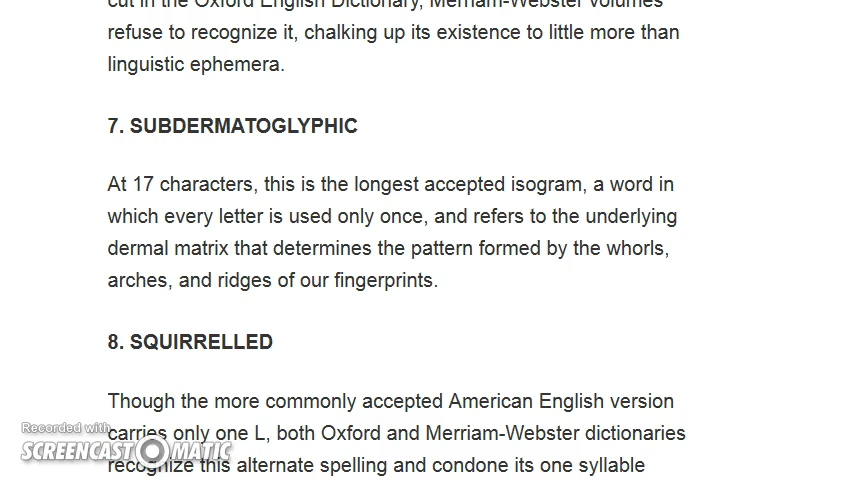 cut in the Oxford English Dictionary, Merriam-Webster volumes
refuse to recognize it, chalking up its existence to little more than
linguistic ephemera.
7. SUBDERMATOGLYPHIC
At 17 characters, this is the longest accepted isogram, a word in
which every letter is used only once, and refers to the underlying
dermal matrix that determines the pattern formed by the whorls,
arches, and ridges of our fingerprints.
8. SQUIRRELLED
Though the more commonly accepted American English version
carries only one L, both Oxford and Merriam-Webster dictionaries
recognize this alternate spelling and condone its one syllable
Recorded with
SCREENCAST-O-MATIC